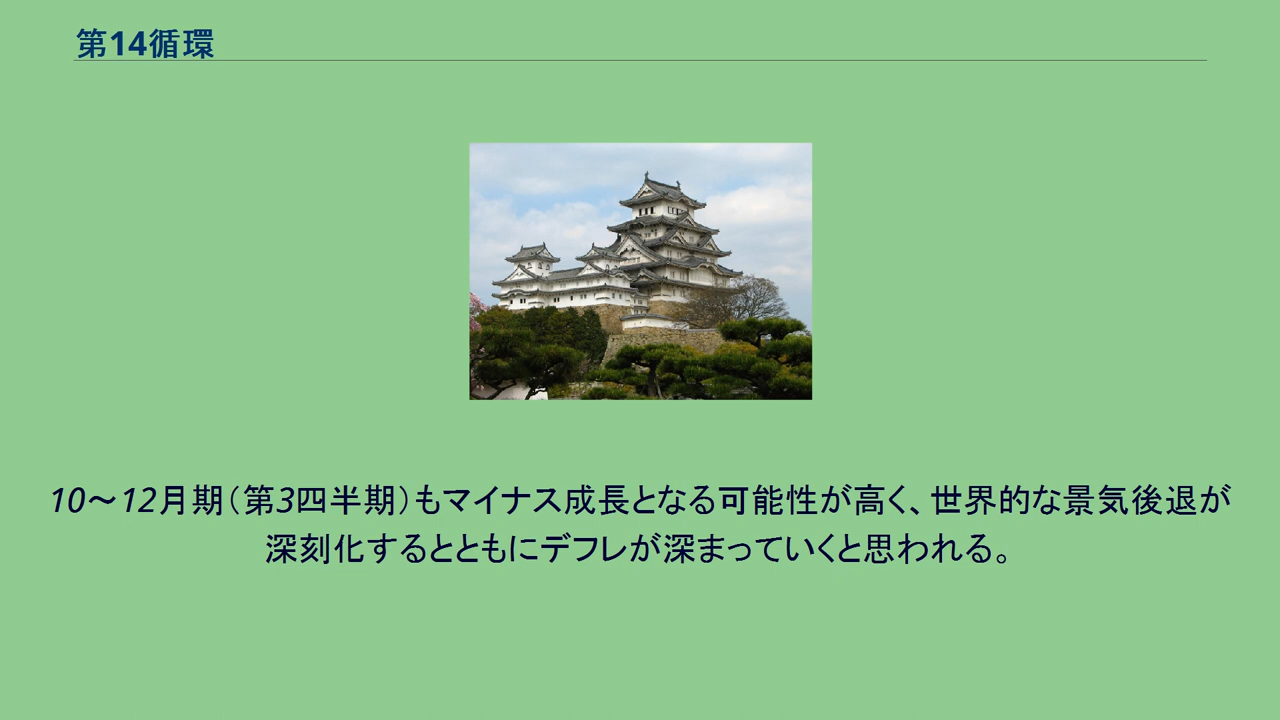 第14循環
10～12月期（第3四半期）もマイナス成長となる可能性が高く、世界的な景気後退が
深刻化するとともにデフレが深まっていくと思われる。